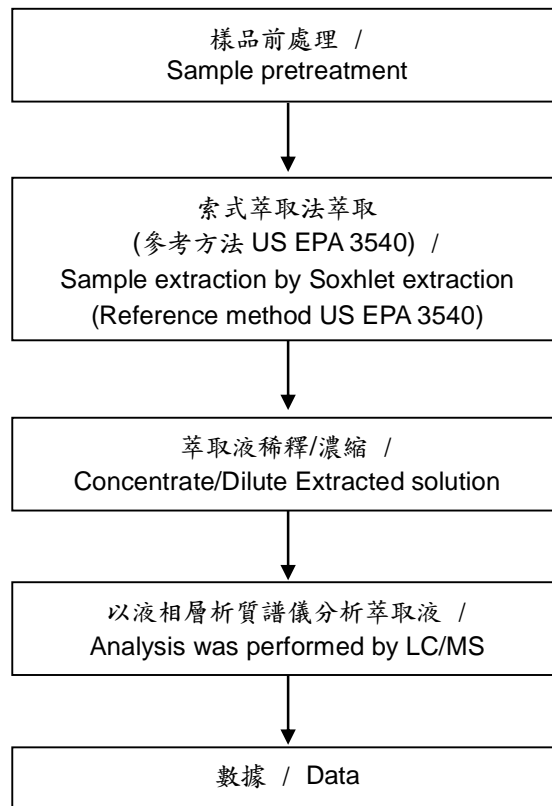 樣品前處理 /
Sample pretreatment
索式萃取法萃取
(參考方法 US EPA 3540) /
Sample extraction by Soxhlet extraction
(Reference method US EPA 3540)
萃取液稀釋/濃縮 /
Concentrate/Dilute Extracted solution
以液相層析質譜儀分析萃取液 /
Analysis was performed by LC/MS
數據 / Data